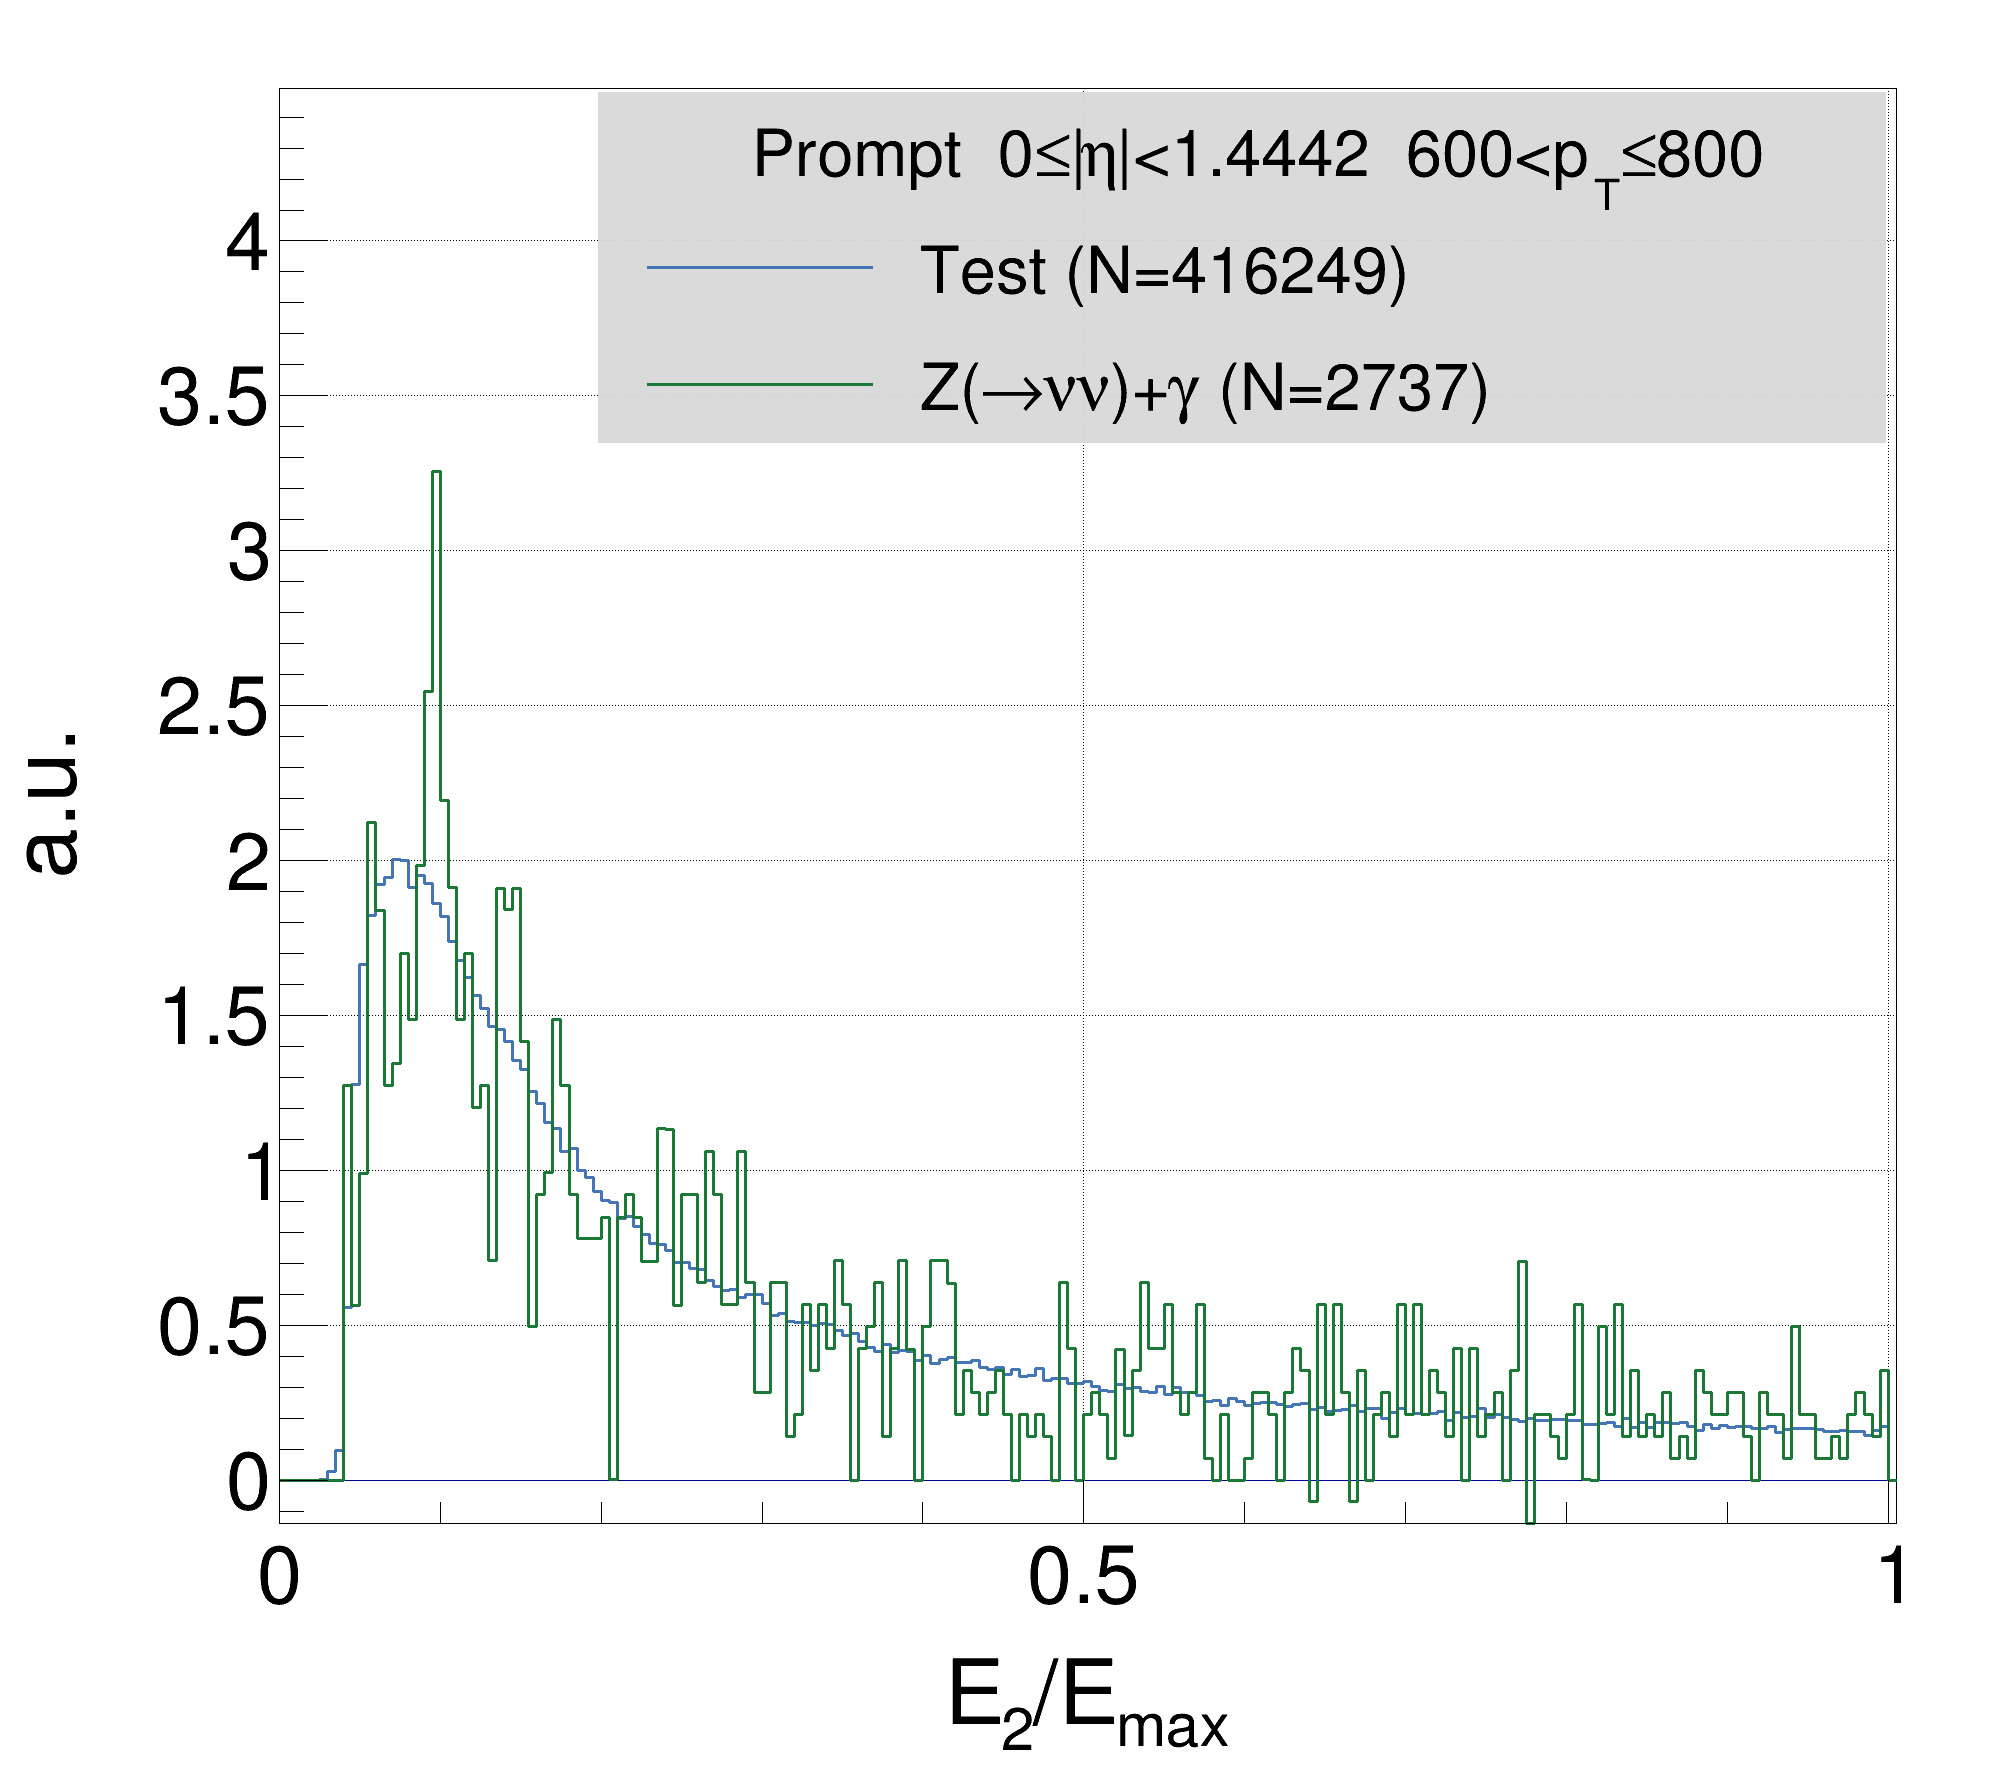 Prompt 0≤|η|<1.4442 600<p_T≤800
Test (N=416249)
Z(→νν)+γ (N=2737)
4
3.5
3
2.5
2
1.5
1
0.5
0
a.u.
0 0.5 1
E_2/E_max